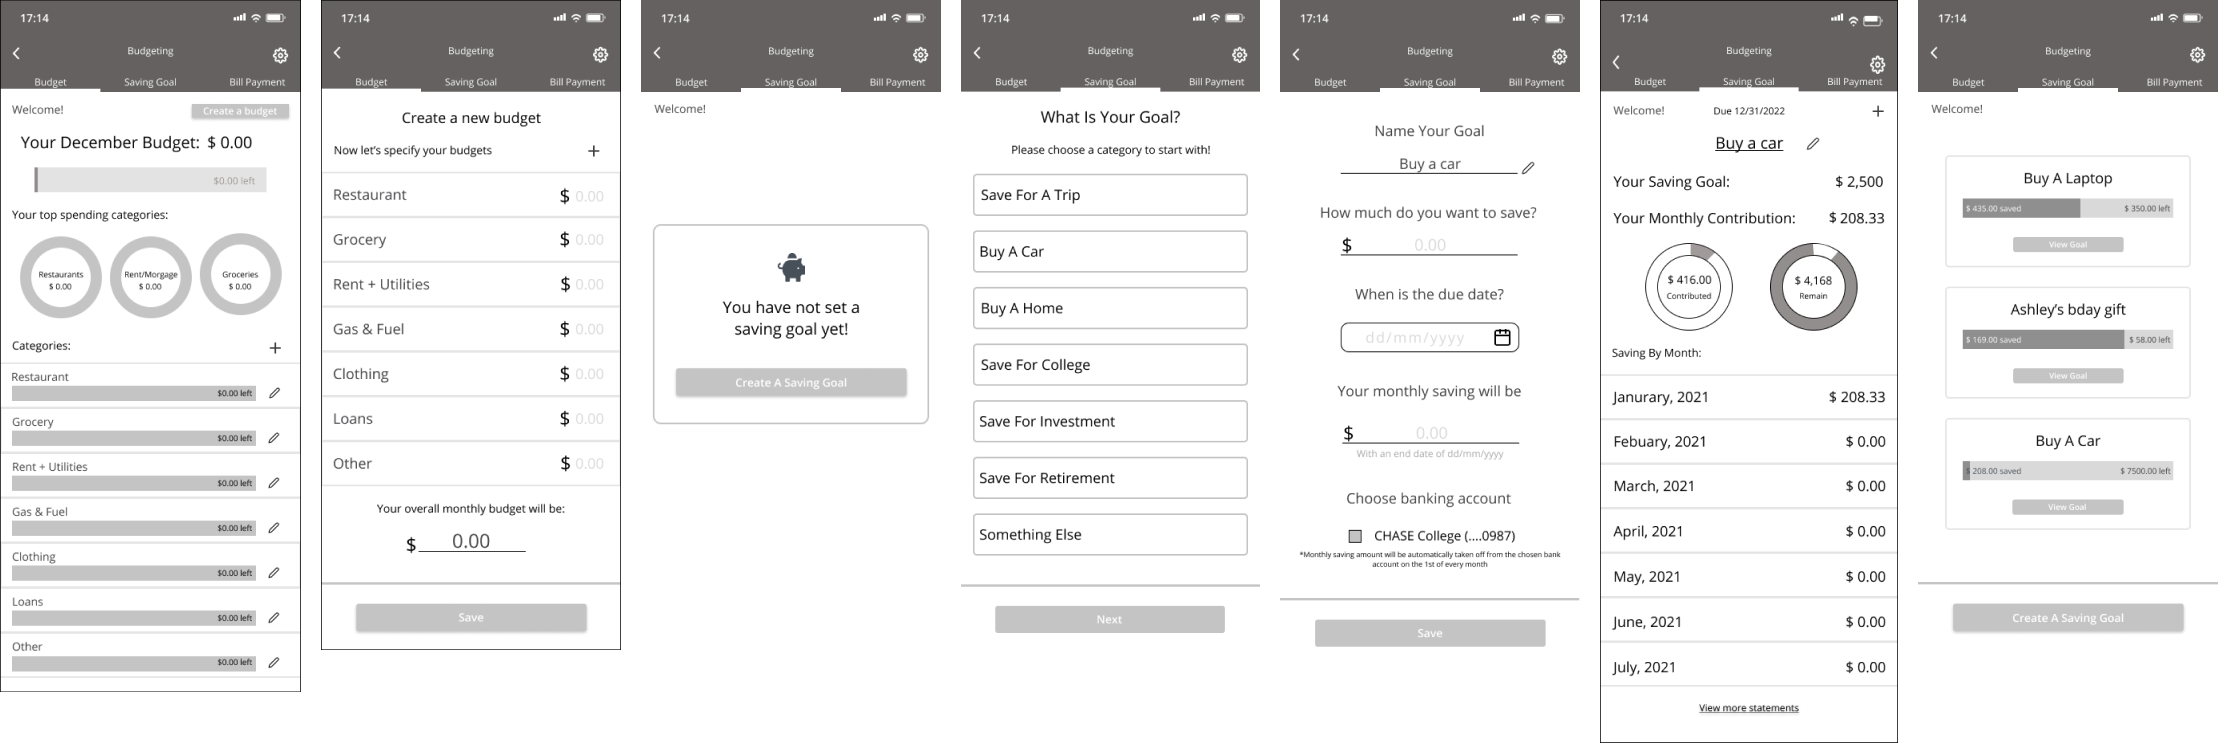 17:14
Budgeting
Budget Saving Goal Bill Payment
Welcome! Create a budget
Your December Budget: $ 0.00
$0.00 left
Your top spending categories:
Restaurants Rent/Morgage Groceries
$ 0.00 $ 0.00 $ 0.00
Categories: +
Restaurant
$0.00 left
Grocery
$0.00 left
Rent + Utilities
$0.00 left
Gas & Fuel
$0.00 left
Clothing
$0.00 left
Loans
$0.00 left
Other
$0.00 left
17:14
Budgeting
Budget Saving Goal Bill Payment
Create a new budget
Now let's specify your budgets +
Restaurant $ 0.00
Grocery $ 0.00
Rent + Utilities $ 0.00
Gas & Fuel $ 0.00
Clothing $ 0.00
Loans $ 0.00
Other $ 0.00
Your overall monthly budget will be:
$ 0.00
Save
17:14
Budgeting
Budget Saving Goal Bill Payment
Welcome!
You have not set a
saving goal yet!
Create A Saving Goal
17:14
Budgeting
Budget Saving Goal Bill Payment
What Is Your Goal?
Please choose a category to start with!
Save For A Trip
Buy A Car
Buy A Home
Save For College
Save For Investment
Save For Retirement
Something Else
Next
17:14
Budgeting
Budget Saving Goal Bill Payment
Name Your Goal
Buy a car
How much do you want to save?
$ 0.00
When is the due date?
dd/mm/yyyy
Your monthly saving will be
$ 0.00
With an end date of dd/mm/yyyy
Choose banking account
CHASE College (....0987)
*Monthly saving amount will be automatically taken off from the chosen bank
account on the 1st of every month
Save
17:14
Budgeting
Budget Saving Goal Bill Payment
Welcome! Due 12/31/2022 +
Buy a car
Your Saving Goal: $ 2,500
Your Monthly Contribution: $ 208.33
$ 416.00 $ 4,168
Contributed Remain
Saving By Month:
Janurary, 2021 $ 208.33
Febuary, 2021 $ 0.00
March, 2021 $ 0.00
April, 2021 $ 0.00
May, 2021 $ 0.00
June, 2021 $ 0.00
July, 2021 $ 0.00
View more statements
17:14
Budgeting
Budget Saving Goal Bill Payment
Welcome!
Buy A Laptop
$ 435.00 saved $ 350.00 left
View Goal
Ashley's bday gift
$ 169.00 saved $ 58.00 left
View Goal
Buy A Car
$ 208.00 saved $ 7500.00 left
View Goal
Create A Saving Goal